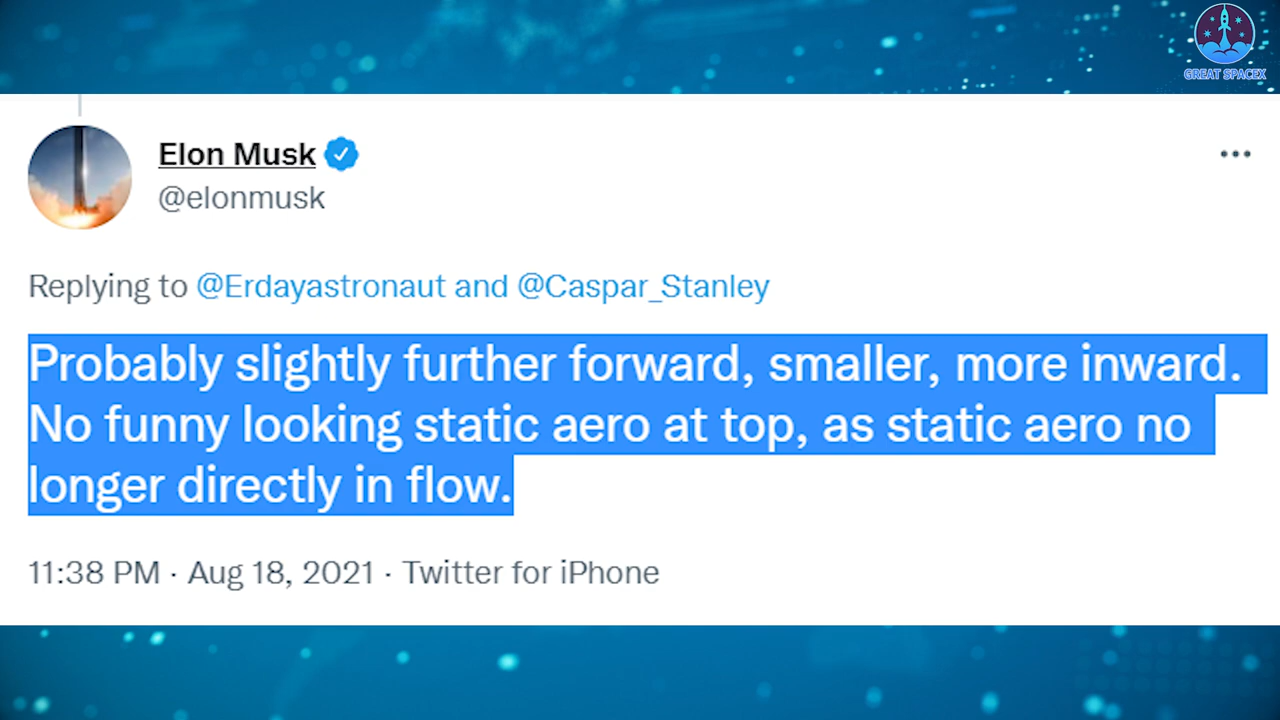 GREAT SPACEX
Elon Musk
@elonmusk
Replying to @Erdayastronaut and @Caspar_Stanley
Probably slightly further forward, smaller, more inward.
No funny looking static aero at top, as static aero no
longer directly in flow.
11:38 PM · Aug 18, 2021 · Twitter for iPhone